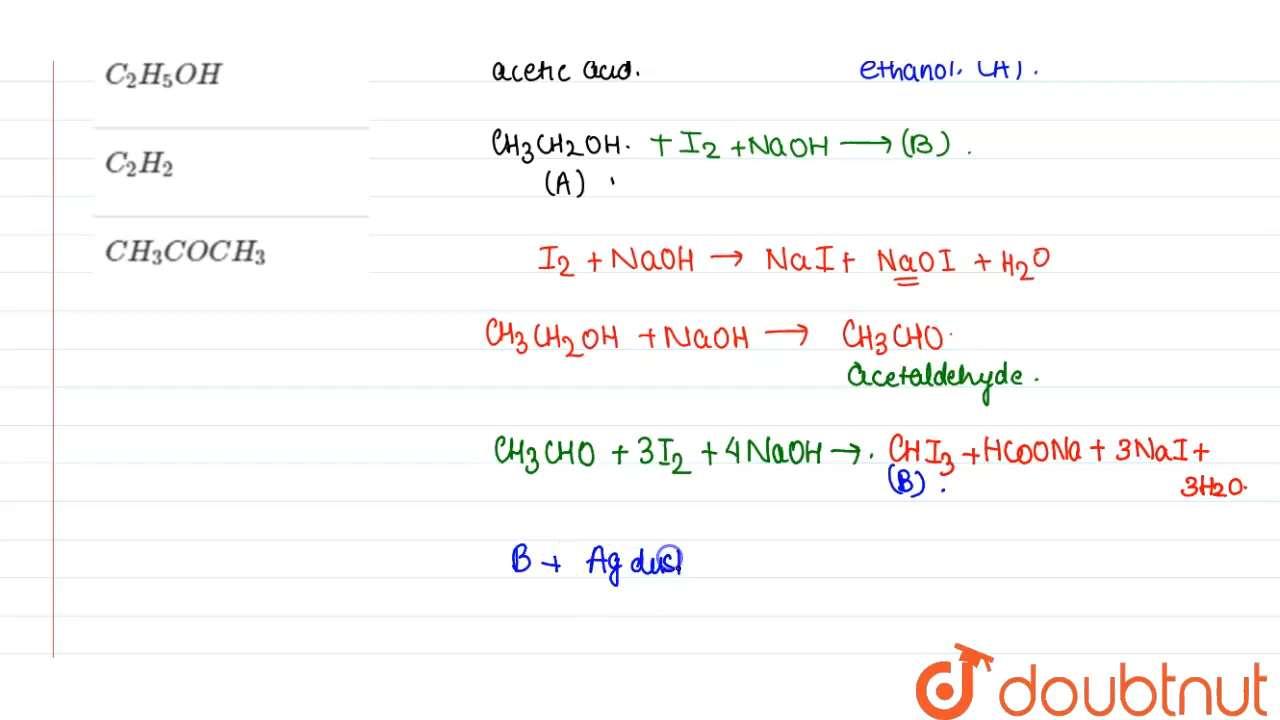 C₂H₅OH
C₂H₂
CH₃COCH₃
acetic acid. ethanol. (A).
CH₃CH₂OH. + I₂ + NaOH ⟶ (B).
(A)
I₂ + NaOH → NaI + NaOI + H₂O
CH₃CH₂OH + NaOH ⟶ CH₃CHO.
acetaldehyde.
CH₃CHO + 3I₂ + 4NaOH →. CHI₃ + HCOONa + 3NaI +
(B). 3H₂O.
B + Ag dus
doubtnut